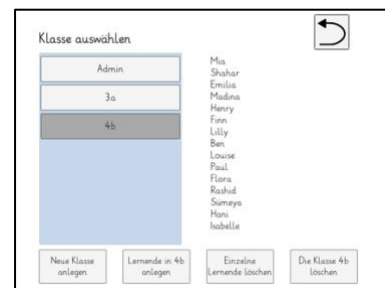 Klasse auswählen
Admin
3a
4b
Mia
Shahar
Emilia
Madina
Henry
Finn
Lilly
Ben
Louise
Paul
Flora
Rashid
Sümeya
Hani
Isabelle
Neue Klasse
anlegen
Lernende in 4b
anlegen
Einzelne
Lernende löschen
Die Klasse 4b
löschen